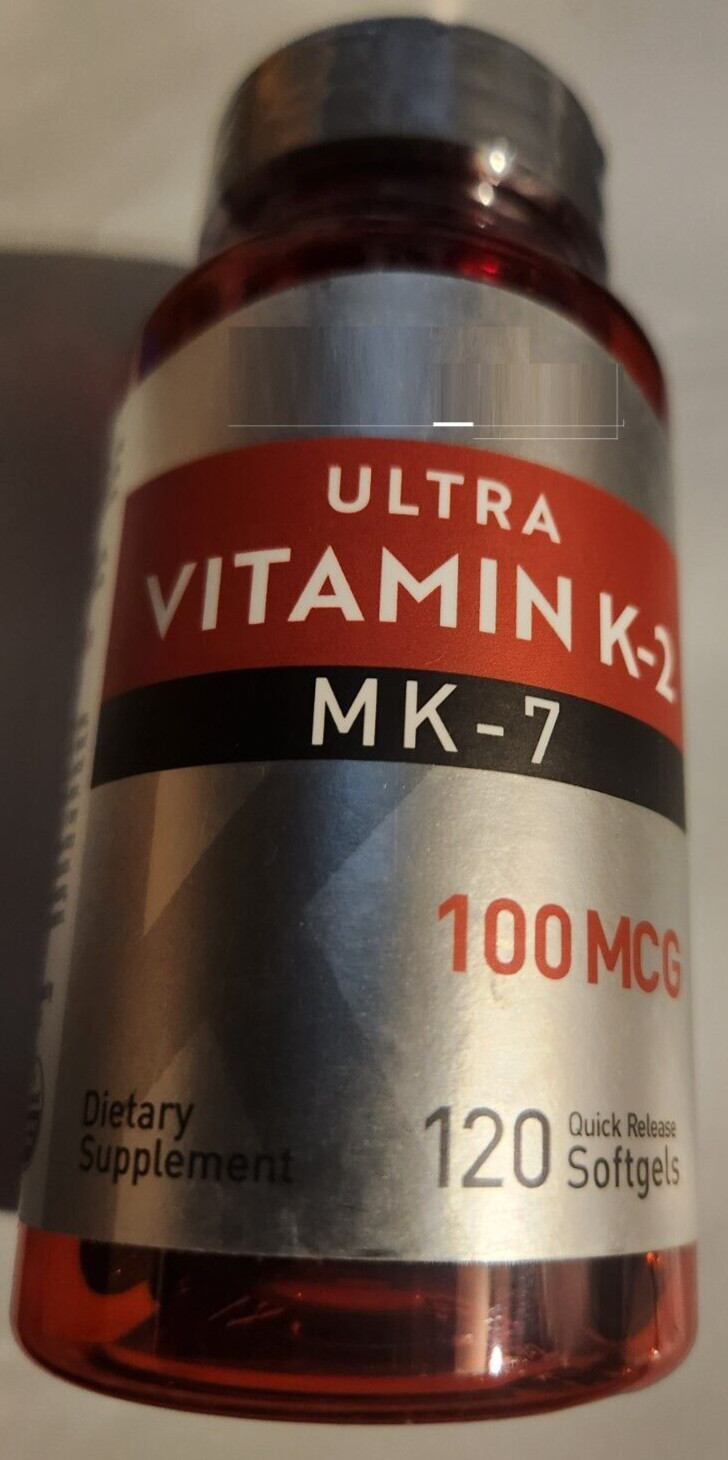 ULTRA
VITAMIN K-2
MK-7
100 MCG
Dietary
Supplement
120 Quick Release
Softgels